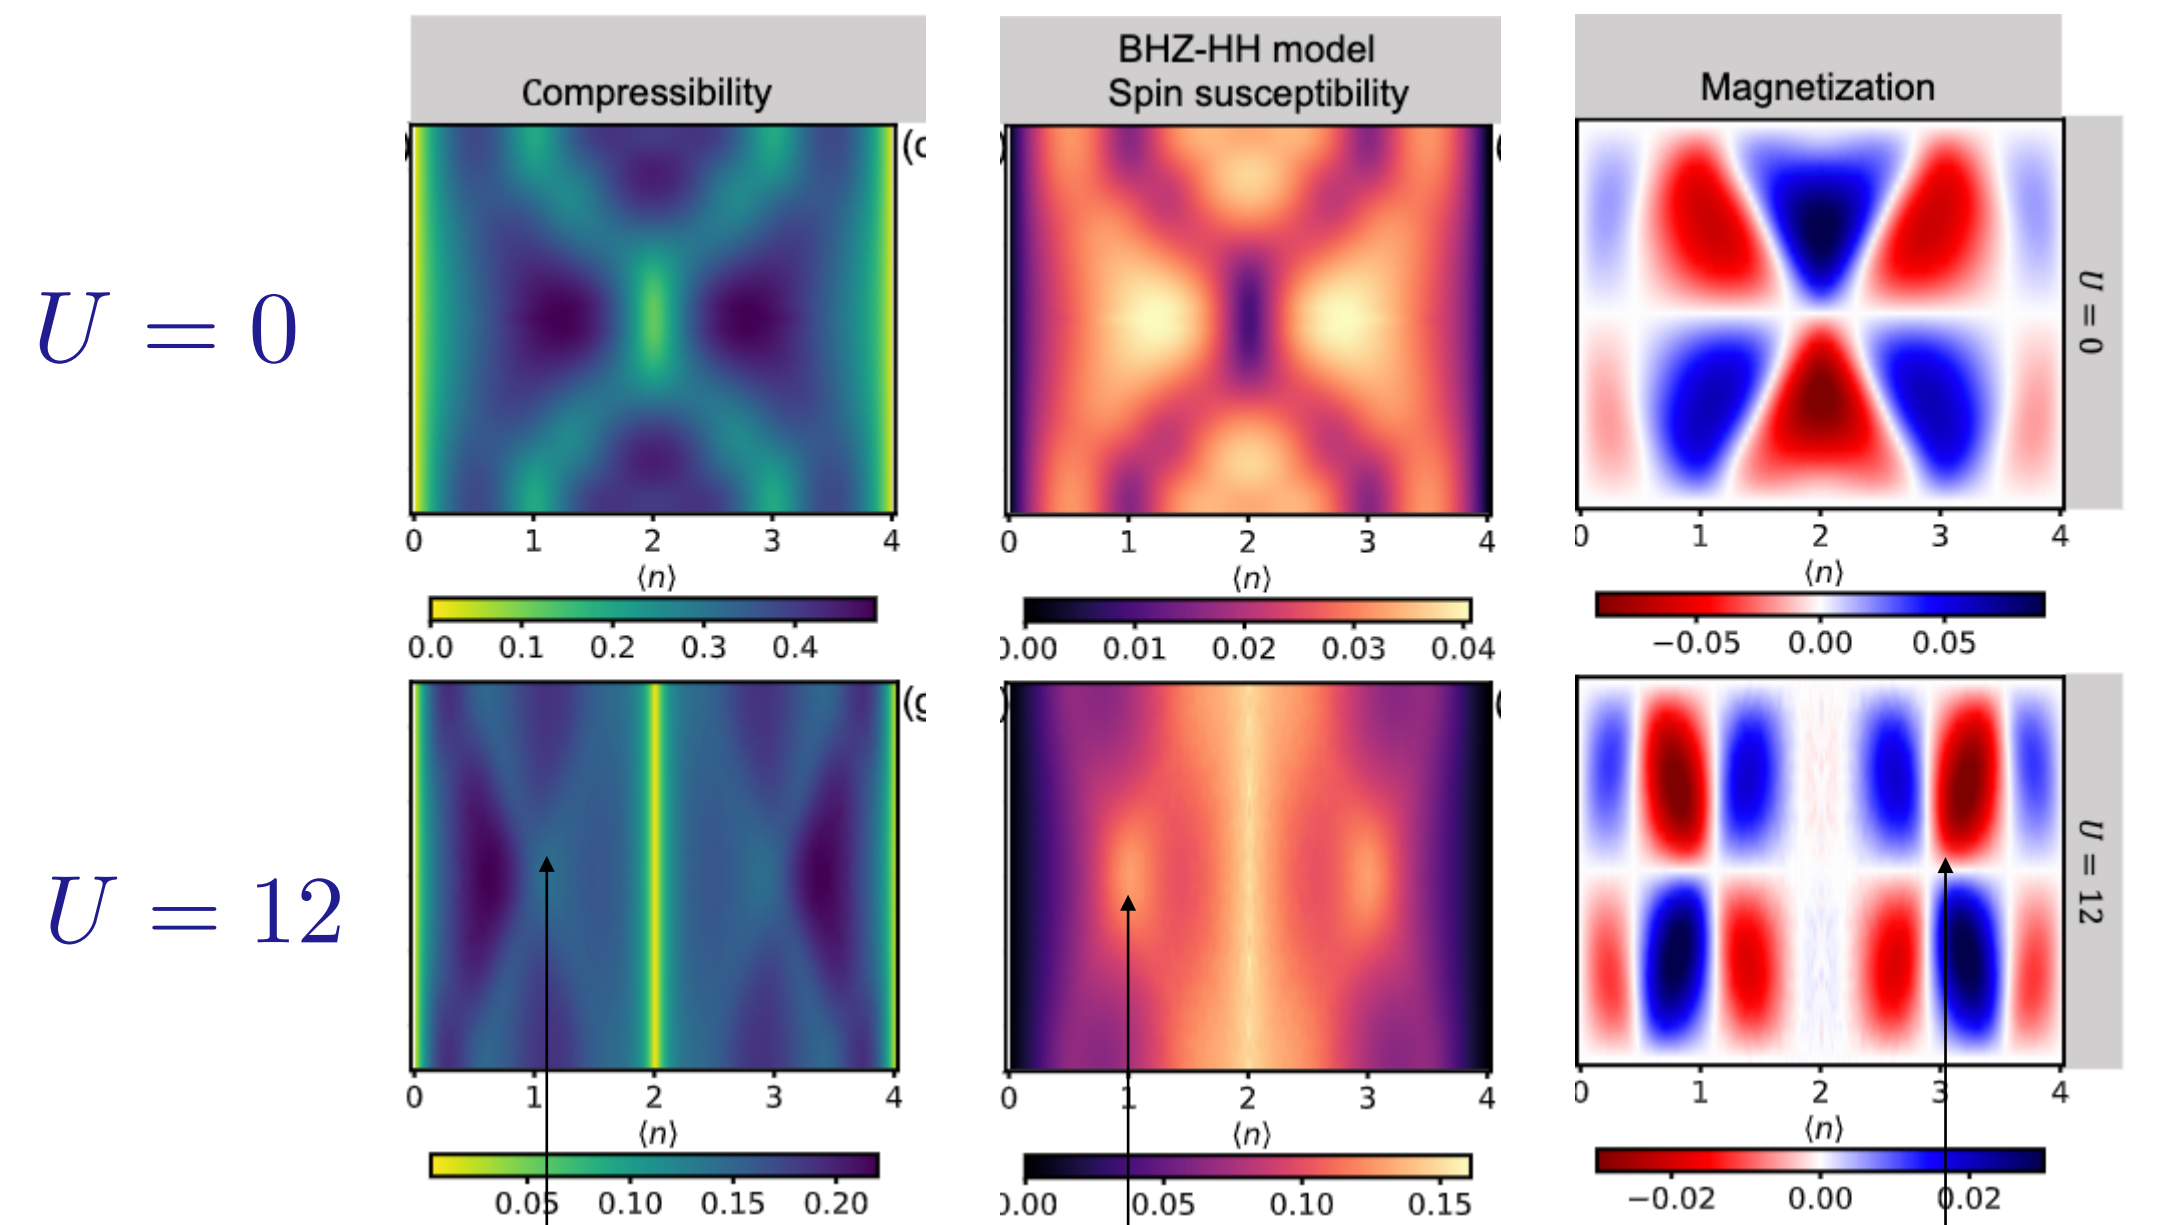 BHZ-HH model
Compressibility
Spin susceptibility
Magnetization
(c
U = 0
U = 0
0 1 2 3 4
0 1 2 3 4
0 1 2 3 4
⟨n⟩
⟨n⟩
⟨n⟩
0.0 0.1 0.2 0.3 0.4
0.00 0.01 0.02 0.03 0.04
−0.05 0.00 0.05
(g
U = 12
U = 12
0 1 2 3 4
0 1 2 3 4
0 1 2 3 4
⟨n⟩
⟨n⟩
⟨n⟩
0.05 0.10 0.15 0.20
0.00 0.05 0.10 0.15
−0.02 0.00 0.02